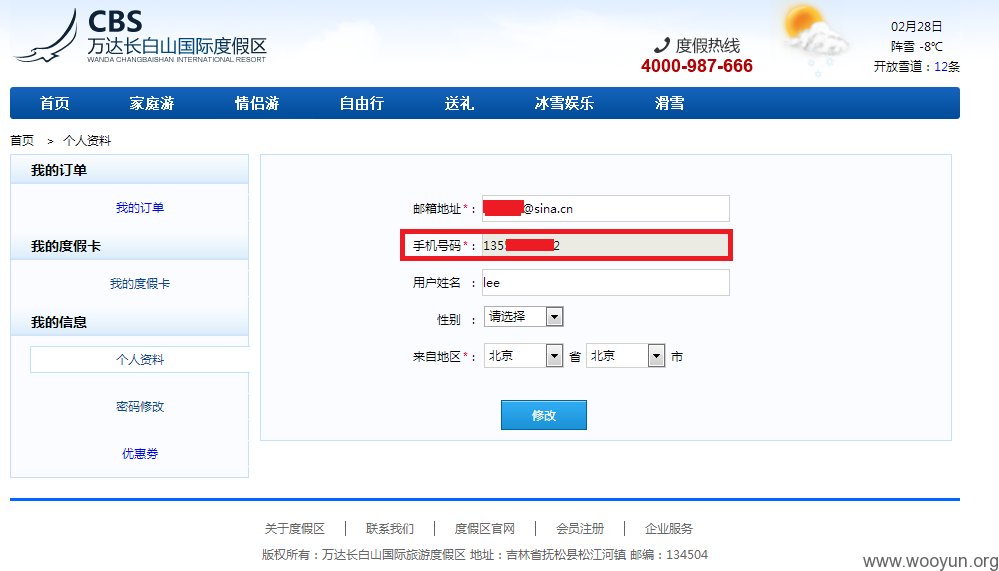 CBS
万达长白山国际度假区
WANDA CHANGBAISHAN INTERNATIONAL RESORT
度假热线
4000-987-666
02月28日
阵雪 -8℃
开放雪道：12条
首页 家庭游 情侣游 自由行 送礼 冰雪娱乐 滑雪
首页 > 个人资料
我的订单
我的订单
我的度假卡
我的度假卡
我的信息
个人资料
密码修改
优惠券
邮箱地址*： @sina.cn
手机号码*： 135 2
用户姓名 ： lee
性别 ： 请选择
来自地区*： 北京 省 北京 市
修改
关于度假区 | 联系我们 | 度假区官网 | 会员注册 | 企业服务
版权所有：万达长白山国际旅游度假区 地址：吉林省抚松县松江河镇 邮编：134504
www.wooyun.org